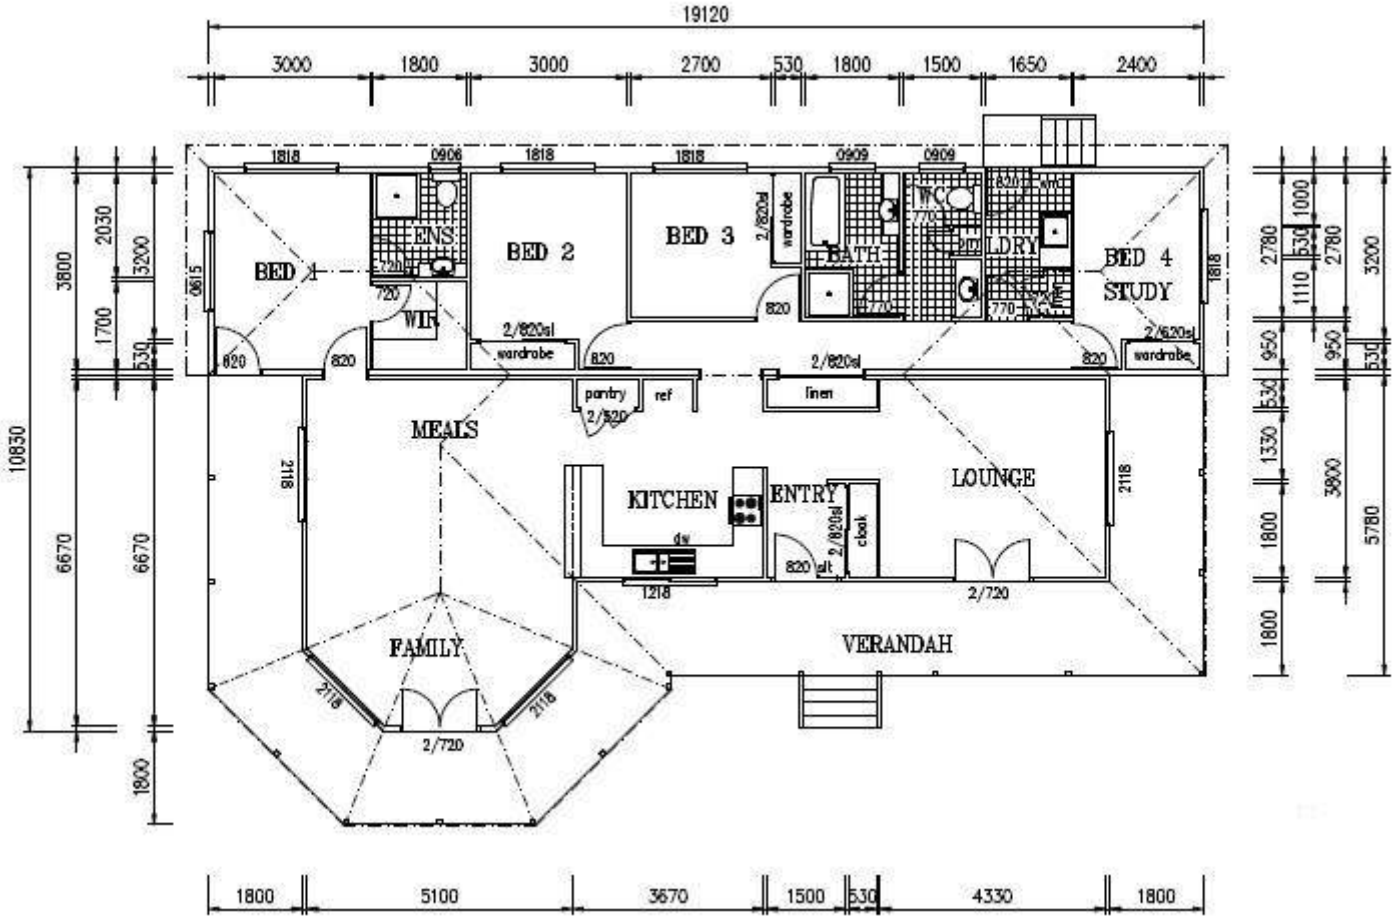 19120
3000 1800 3000 2700 530 1800 1500 1650 2400
1818 0906 1818 1818 0909 0909
3800 2030 3200 1700 530
0615
BED 1
820
820
ENS
720
720
WIR
BED 2
2/820sl
wardrobe
820
BED 3
2/820sl
wardrobe
820
BATH
770
WC
770
820
LDRY
770
BED 4
STUDY
1818
2/620sl
wardrobe
820
2/820sl
linen
2780 1000 530 1110 2780 3200
950 950 530
10830 6670 6670 1800
MEALS
2118
pantry
2/520
ref
KITCHEN
dw
1218
ENTRY
2/820sl
cloak
820 slt
LOUNGE
2118
2/720
530 1330 1800 1800 3800 5780
FAMILY
2118
2118
2/720
VERANDAH
1800 5100 3670 1500 530 4330 1800